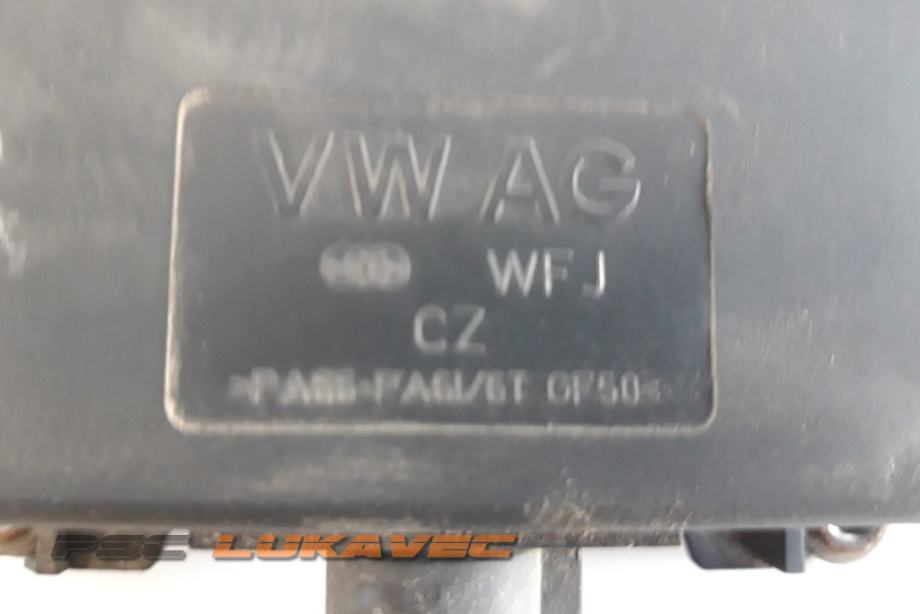 VW AG
WFJ
CZ
>PA66+PA6I/6T GF50<
PSC LUKAVEC